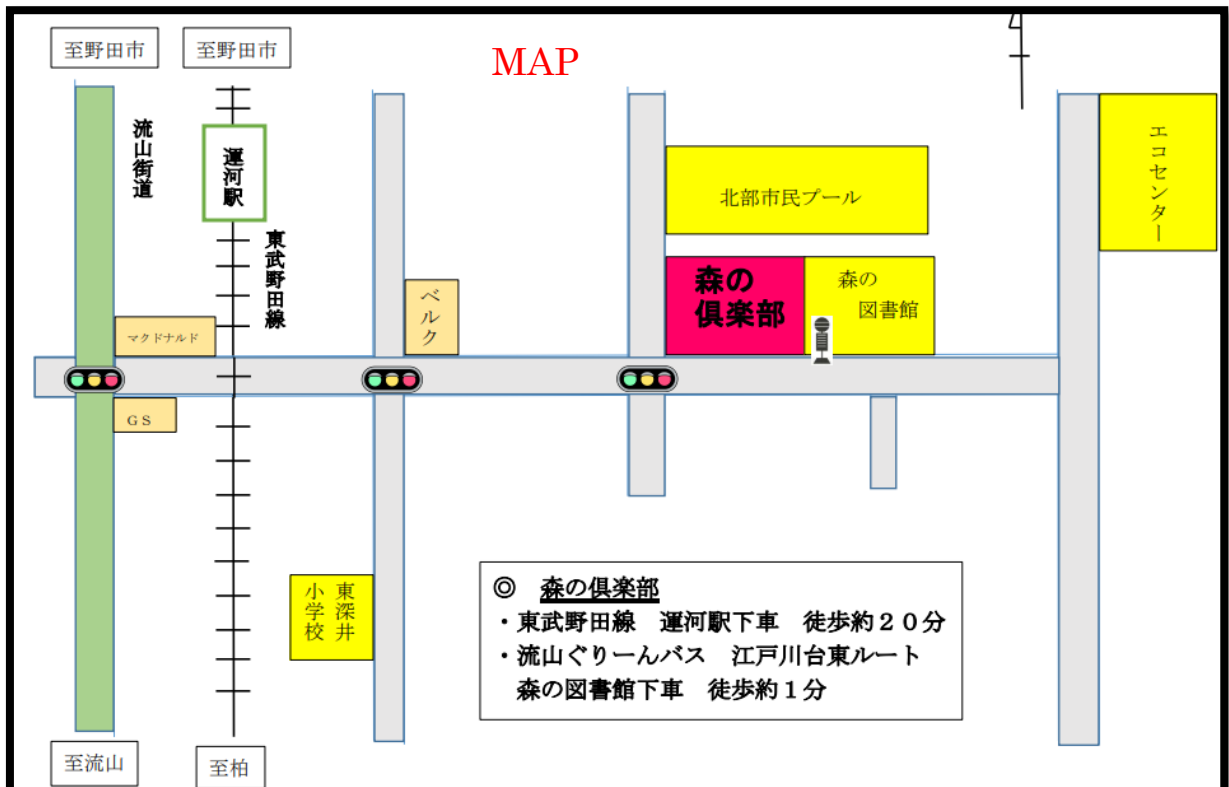 MAP
至野田市
至野田市
流山街道
運河駅
東武野田線
マクドナルド
GS
ベルク
北部市民プール
森の
倶楽部
森の
図書館
エコセンター
東深井
小学校
◎ 森の倶楽部
・東武野田線 運河駅下車 徒歩約20分
・流山ぐりーんバス 江戸川台東ルート
森の図書館下車 徒歩約1分
至流山
至柏